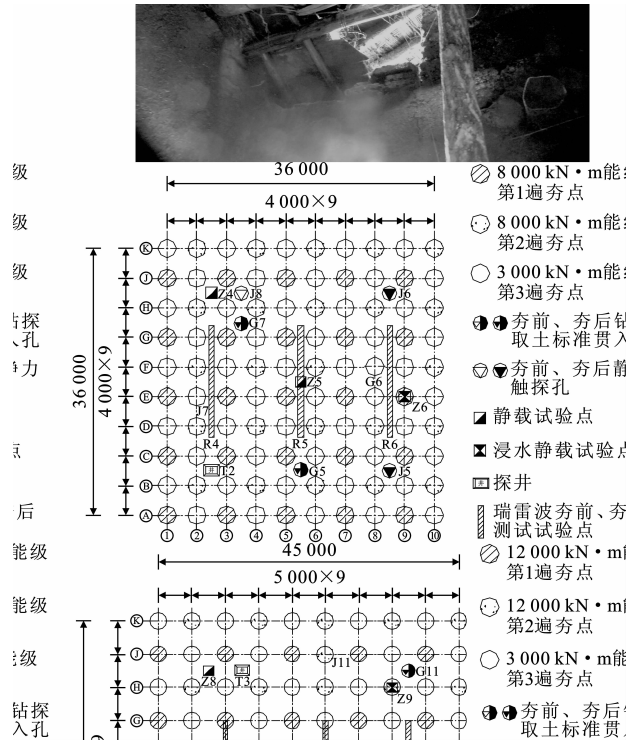 级
级
级
钻探
入孔
静力
点
后
能级
能级
能级
钻探
入孔
36 000
4 000×9
36 000
4 000×9
K
J
H
G
F
E
D
C
B
A
Z4
J8
J6
G7
Z5
G6
Z6
J7
R4
R5
R6
T2
G5
J5
1
2
3
4
5
6
7
8
9
10
8 000 kN·m能级
第1遍夯点
8 000 kN·m能级
第2遍夯点
3 000 kN·m能级
第3遍夯点
夯前、夯后钻
取土标准贯入
夯前、夯后静
触探孔
静载试验点
浸水静载试验点
井 探井
瑞雷波夯前、夯
测试试验点
45 000
5 000×9
K
J
H
G
J11
Z8
T3
G11
Z9
12 000 kN·m
第1遍夯点
12 000 kN·m
第2遍夯点
3 000 kN·m能
第3遍夯点
夯前、夯后钻
取土标准贯